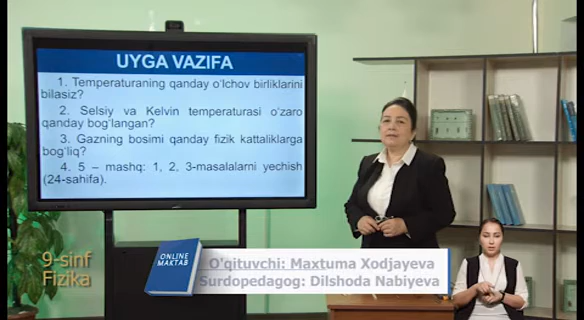 UYGA VAZIFA
1. Temperaturaning qanday o'lchov birliklarini
bilasiz?
2. Selsiy va Kelvin temperaturasi o'zaro
qanday bog'langan?
3. Gazning bosimi qanday fizik kattaliklarga
bog'liq?
4. 5 – mashq: 1, 2, 3-masalalarni yechish
(24-sahifa).
9-sinf
Fizika
ONLINE
MAKTAB
O'qituvchi: Maxtuma Xodjayeva
Surdopedagog: Dilshoda Nabiyeva